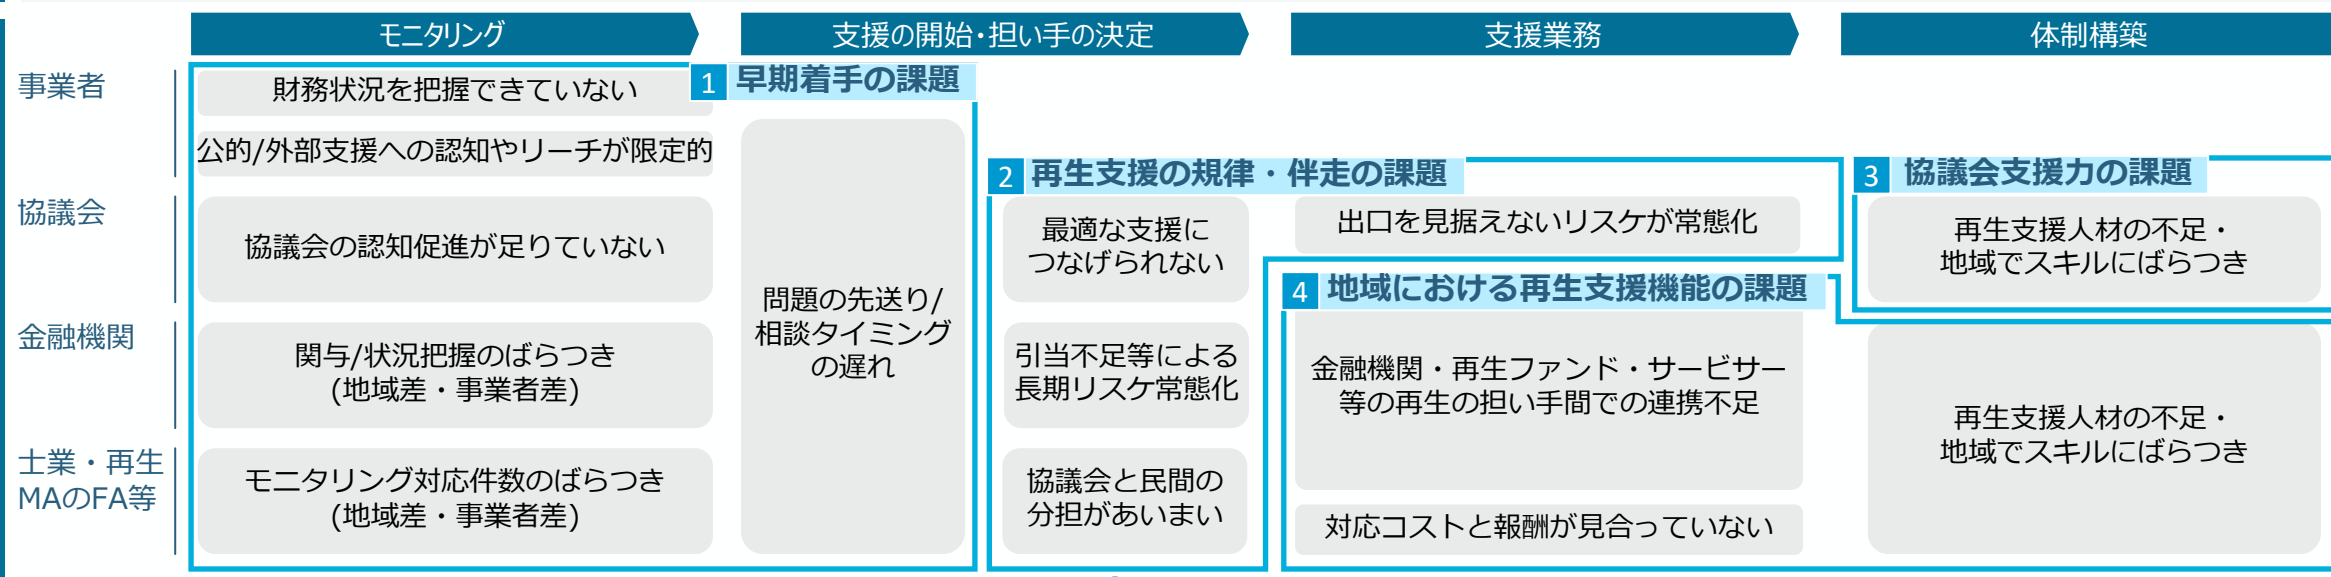 モニタリング
支援の開始・担い手の決定
支援業務
体制構築
事業者
財務状況を把握できていない
公的/外部支援への認知やリーチが限定的
1 早期着手の課題
問題の先送り/
相談タイミング
の遅れ
2 再生支援の規律・伴走の課題
3 協議会支援力の課題
協議会
協議会の認知促進が足りていない
最適な支援に
つなげられない
出口を見据えないリスケが常態化
再生支援人材の不足・
地域でスキルにばらつき
4 地域における再生支援機能の課題
金融機関
関与/状況把握のばらつき
(地域差・事業者差)
引当不足等による
長期リスケ常態化
金融機関・再生ファンド・サービサー
等の再生の担い手間での連携不足
再生支援人材の不足・
地域でスキルにばらつき
士業・再生
MAのFA等
モニタリング対応件数のばらつき
(地域差・事業者差)
協議会と民間の
分担があいまい
対応コストと報酬が見合っていない